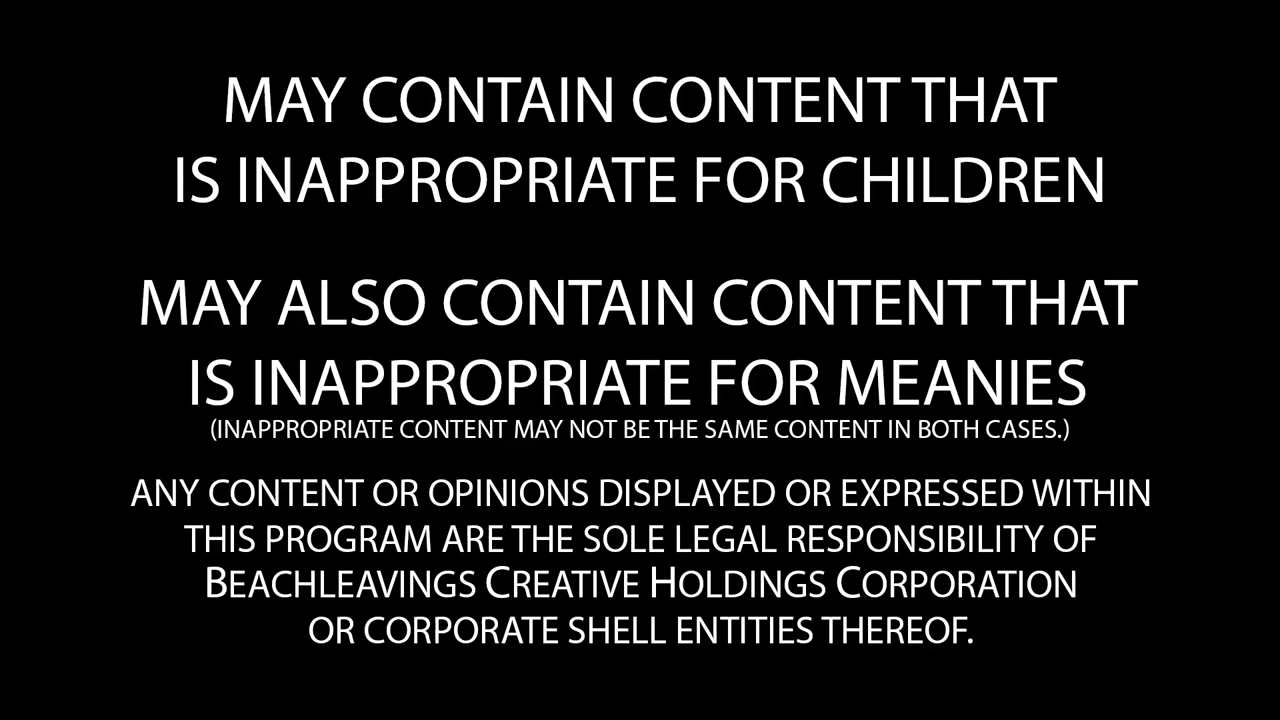 MAY CONTAIN CONTENT THAT
IS INAPPROPRIATE FOR CHILDREN
MAY ALSO CONTAIN CONTENT THAT
IS INAPPROPRIATE FOR MEANIES
(INAPPROPRIATE CONTENT MAY NOT BE THE SAME CONTENT IN BOTH CASES.)
ANY CONTENT OR OPINIONS DISPLAYED OR EXPRESSED WITHIN
THIS PROGRAM ARE THE SOLE LEGAL RESPONSIBILITY OF
BEACHLEAVINGS CREATIVE HOLDINGS CORPORATION
OR CORPORATE SHELL ENTITIES THEREOF.